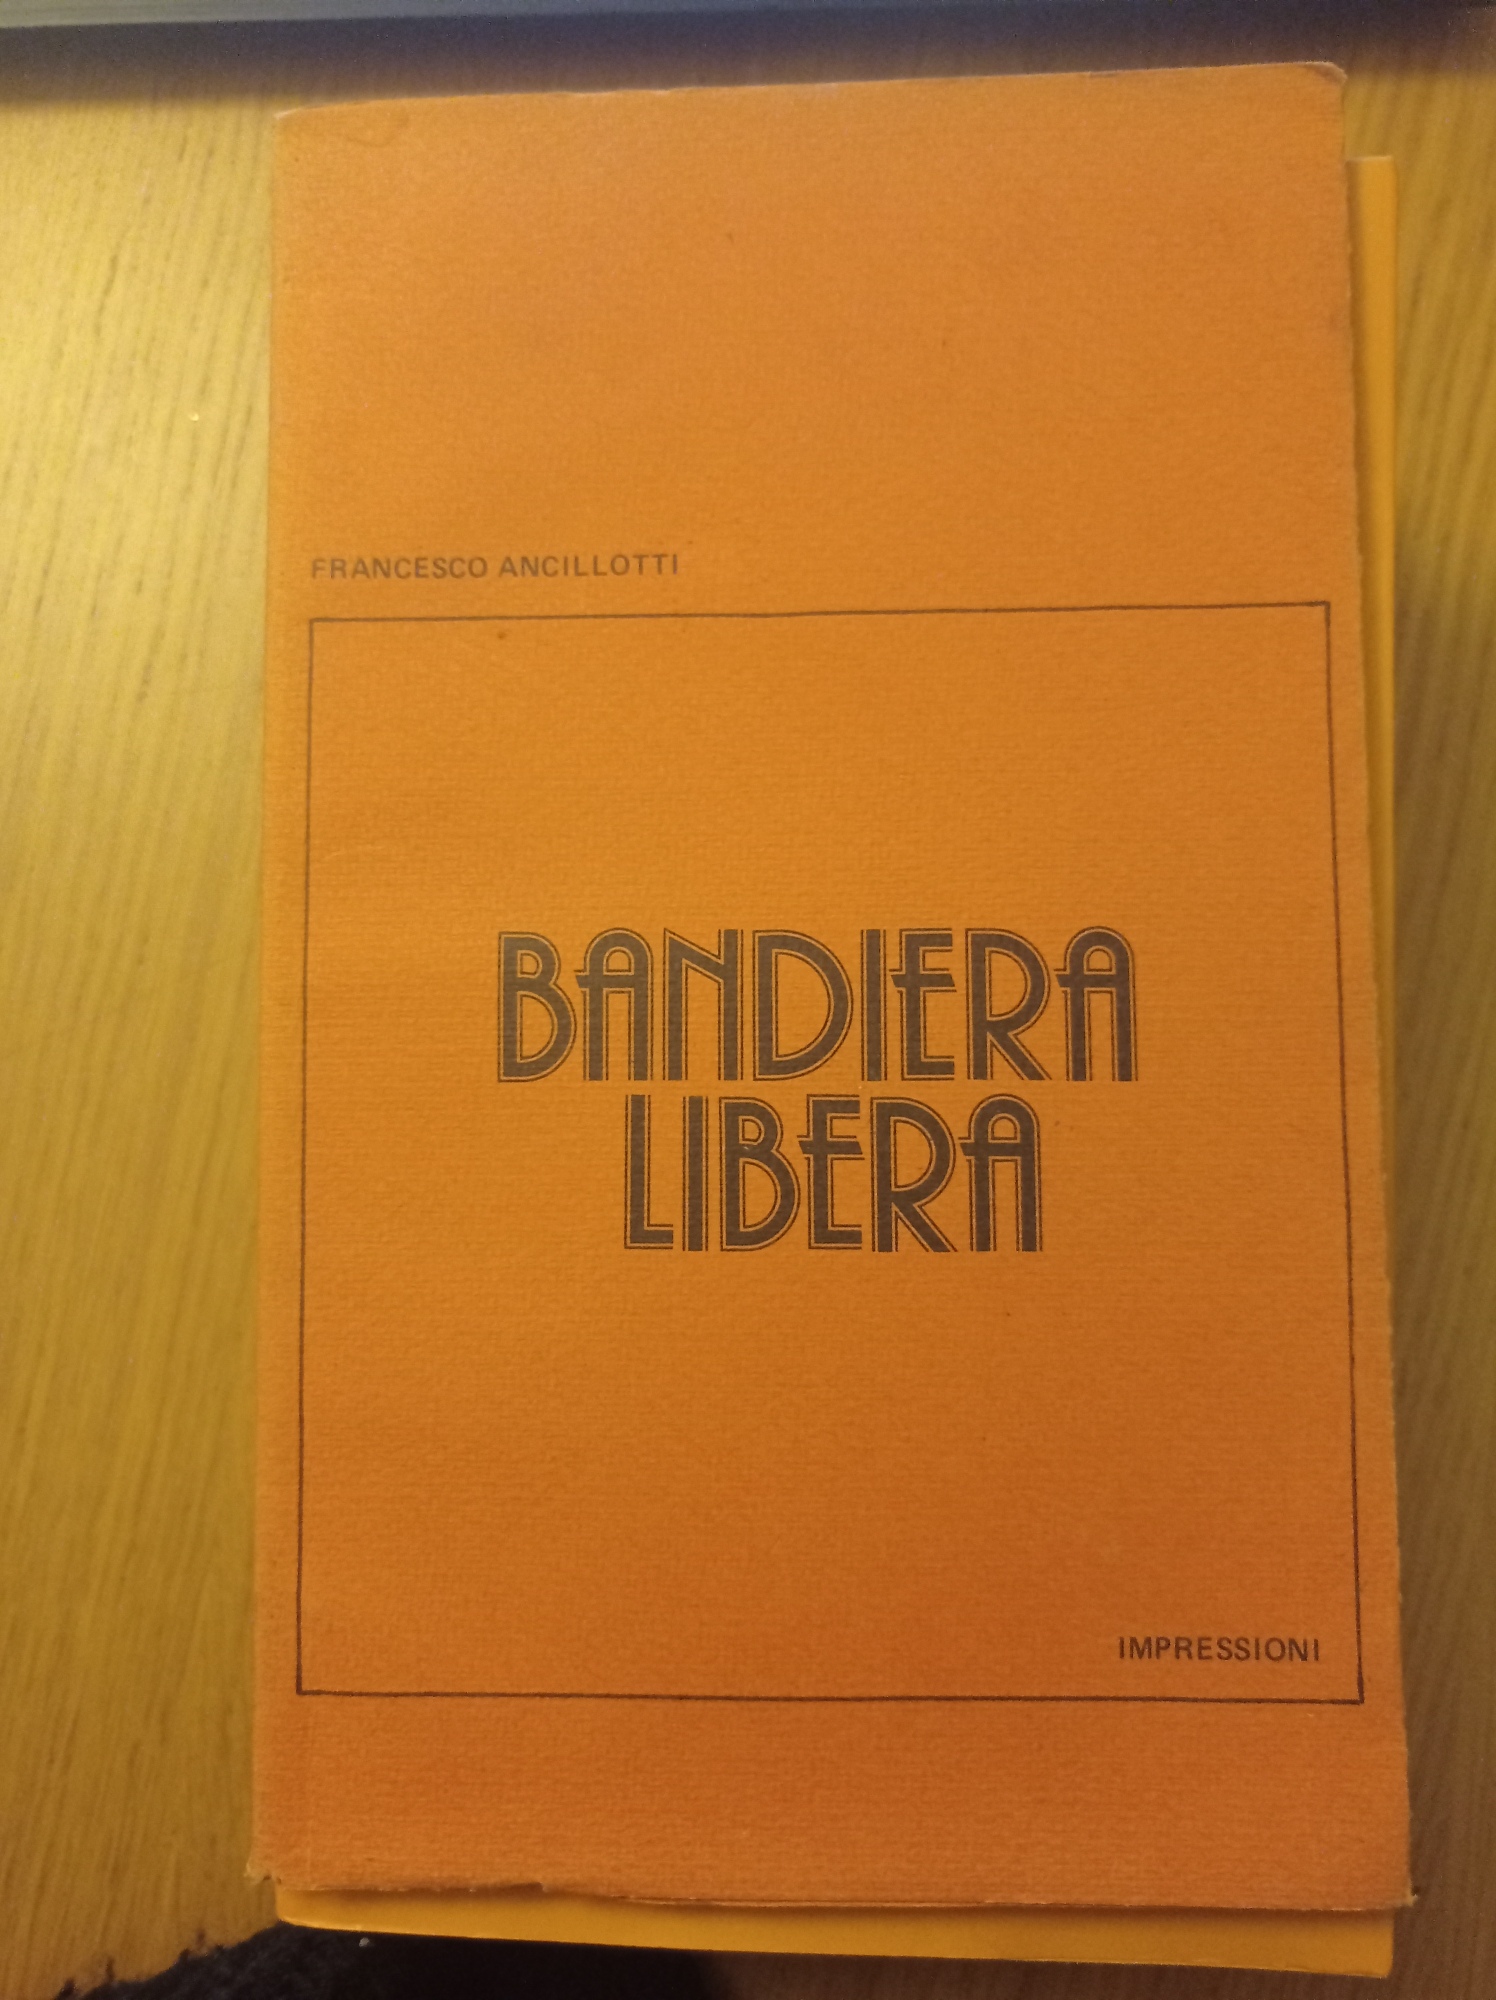 FRANCESCO ANCILLOTTI
BANDIERA
LIBERA
IMPRESSIONI